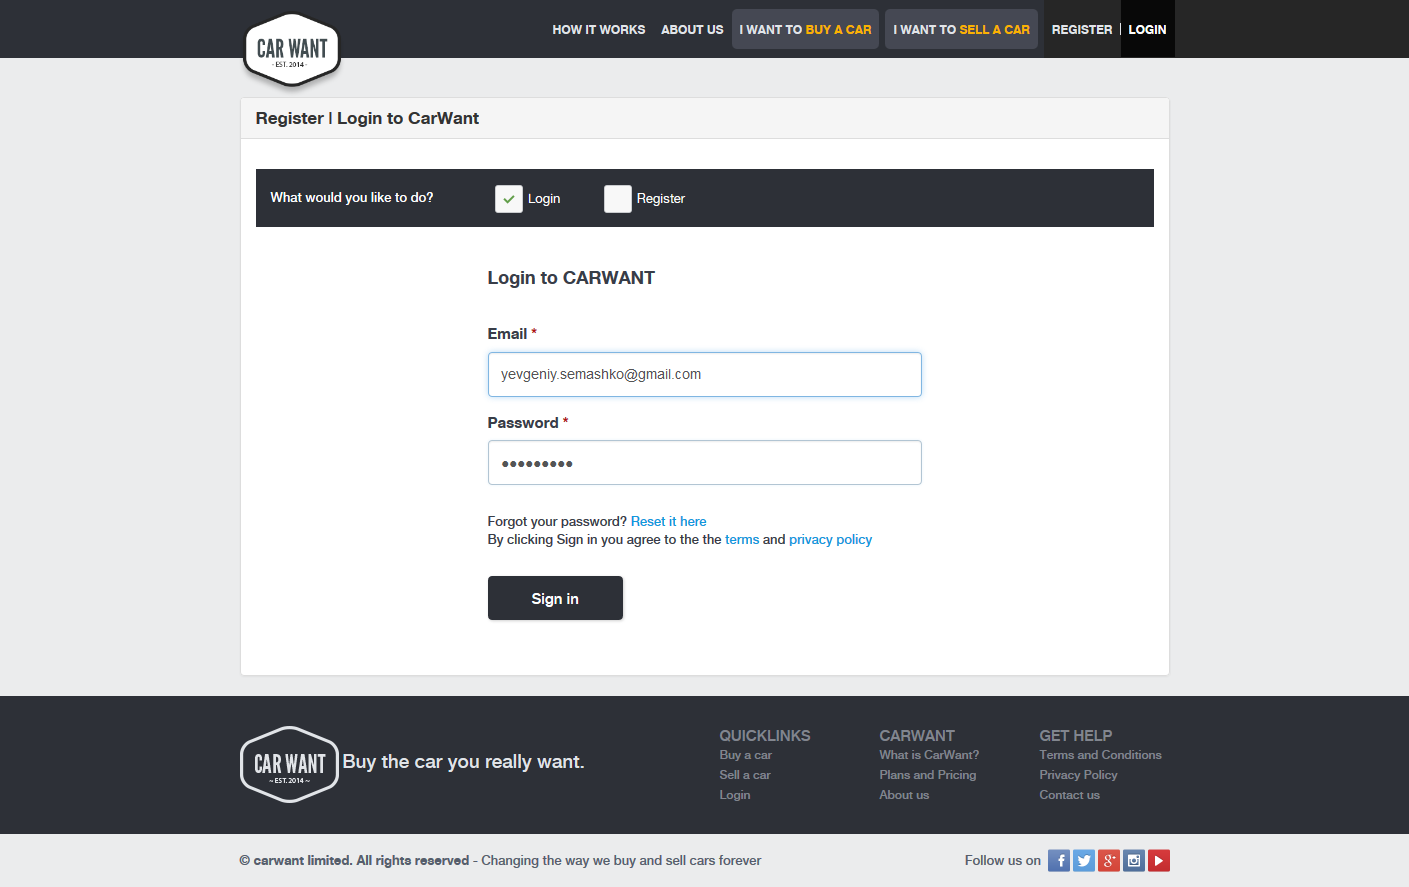 CAR WANT
- EST. 2014 -
HOW IT WORKS
ABOUT US
I WANT TO BUY A CAR
I WANT TO SELL A CAR
REGISTER | LOGIN
Register | Login to CarWant
What would you like to do?
Login
Register
Login to CARWANT
Email *
yevgeniy.semashko@gmail.com
Password *
•••••••••
Forgot your password? Reset it here
By clicking Sign in you agree to the the terms and privacy policy
Sign in
CAR WANT
~ EST. 2014 ~
Buy the car you really want.
QUICKLINKS
Buy a car
Sell a car
Login
CARWANT
What is CarWant?
Plans and Pricing
About us
GET HELP
Terms and Conditions
Privacy Policy
Contact us
© carwant limited. All rights reserved - Changing the way we buy and sell cars forever
Follow us on